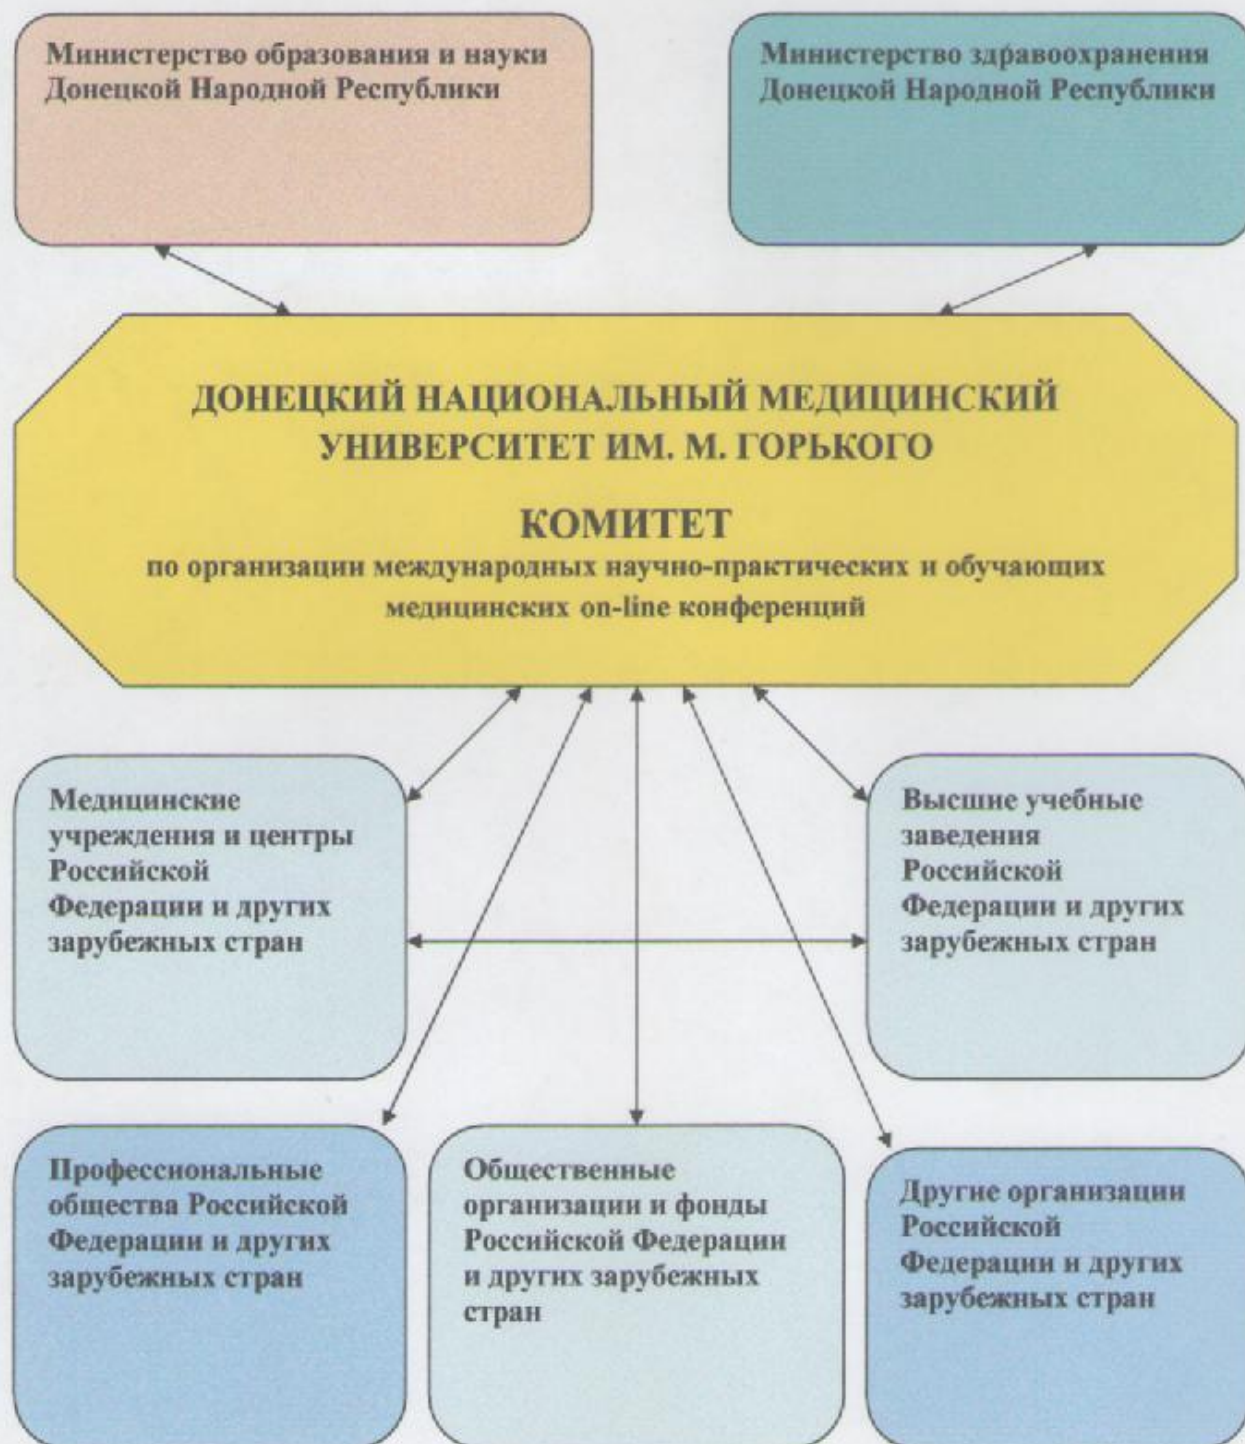 Министерство образования и науки
Донецкой Народной Республики
Министерство здравоохранения
Донецкой Народной Республики
ДОНЕЦКИЙ НАЦИОНАЛЬНЫЙ МЕДИЦИНСКИЙ
УНИВЕРСИТЕТ ИМ. М. ГОРЬКОГО
КОМИТЕТ
по организации международных научно-практических и обучающих
медицинских on-line конференций
Медицинские
учреждения и центры
Российской
Федерации и других
зарубежных стран
Высшие учебные
заведения
Российской
Федерации и других
зарубежных стран
Профессиональные
общества Российской
Федерации и других
зарубежных стран
Общественные
организации и фонды
Российской Федерации
и других зарубежных
стран
Другие организации
Российской
Федерации и других
зарубежных стран